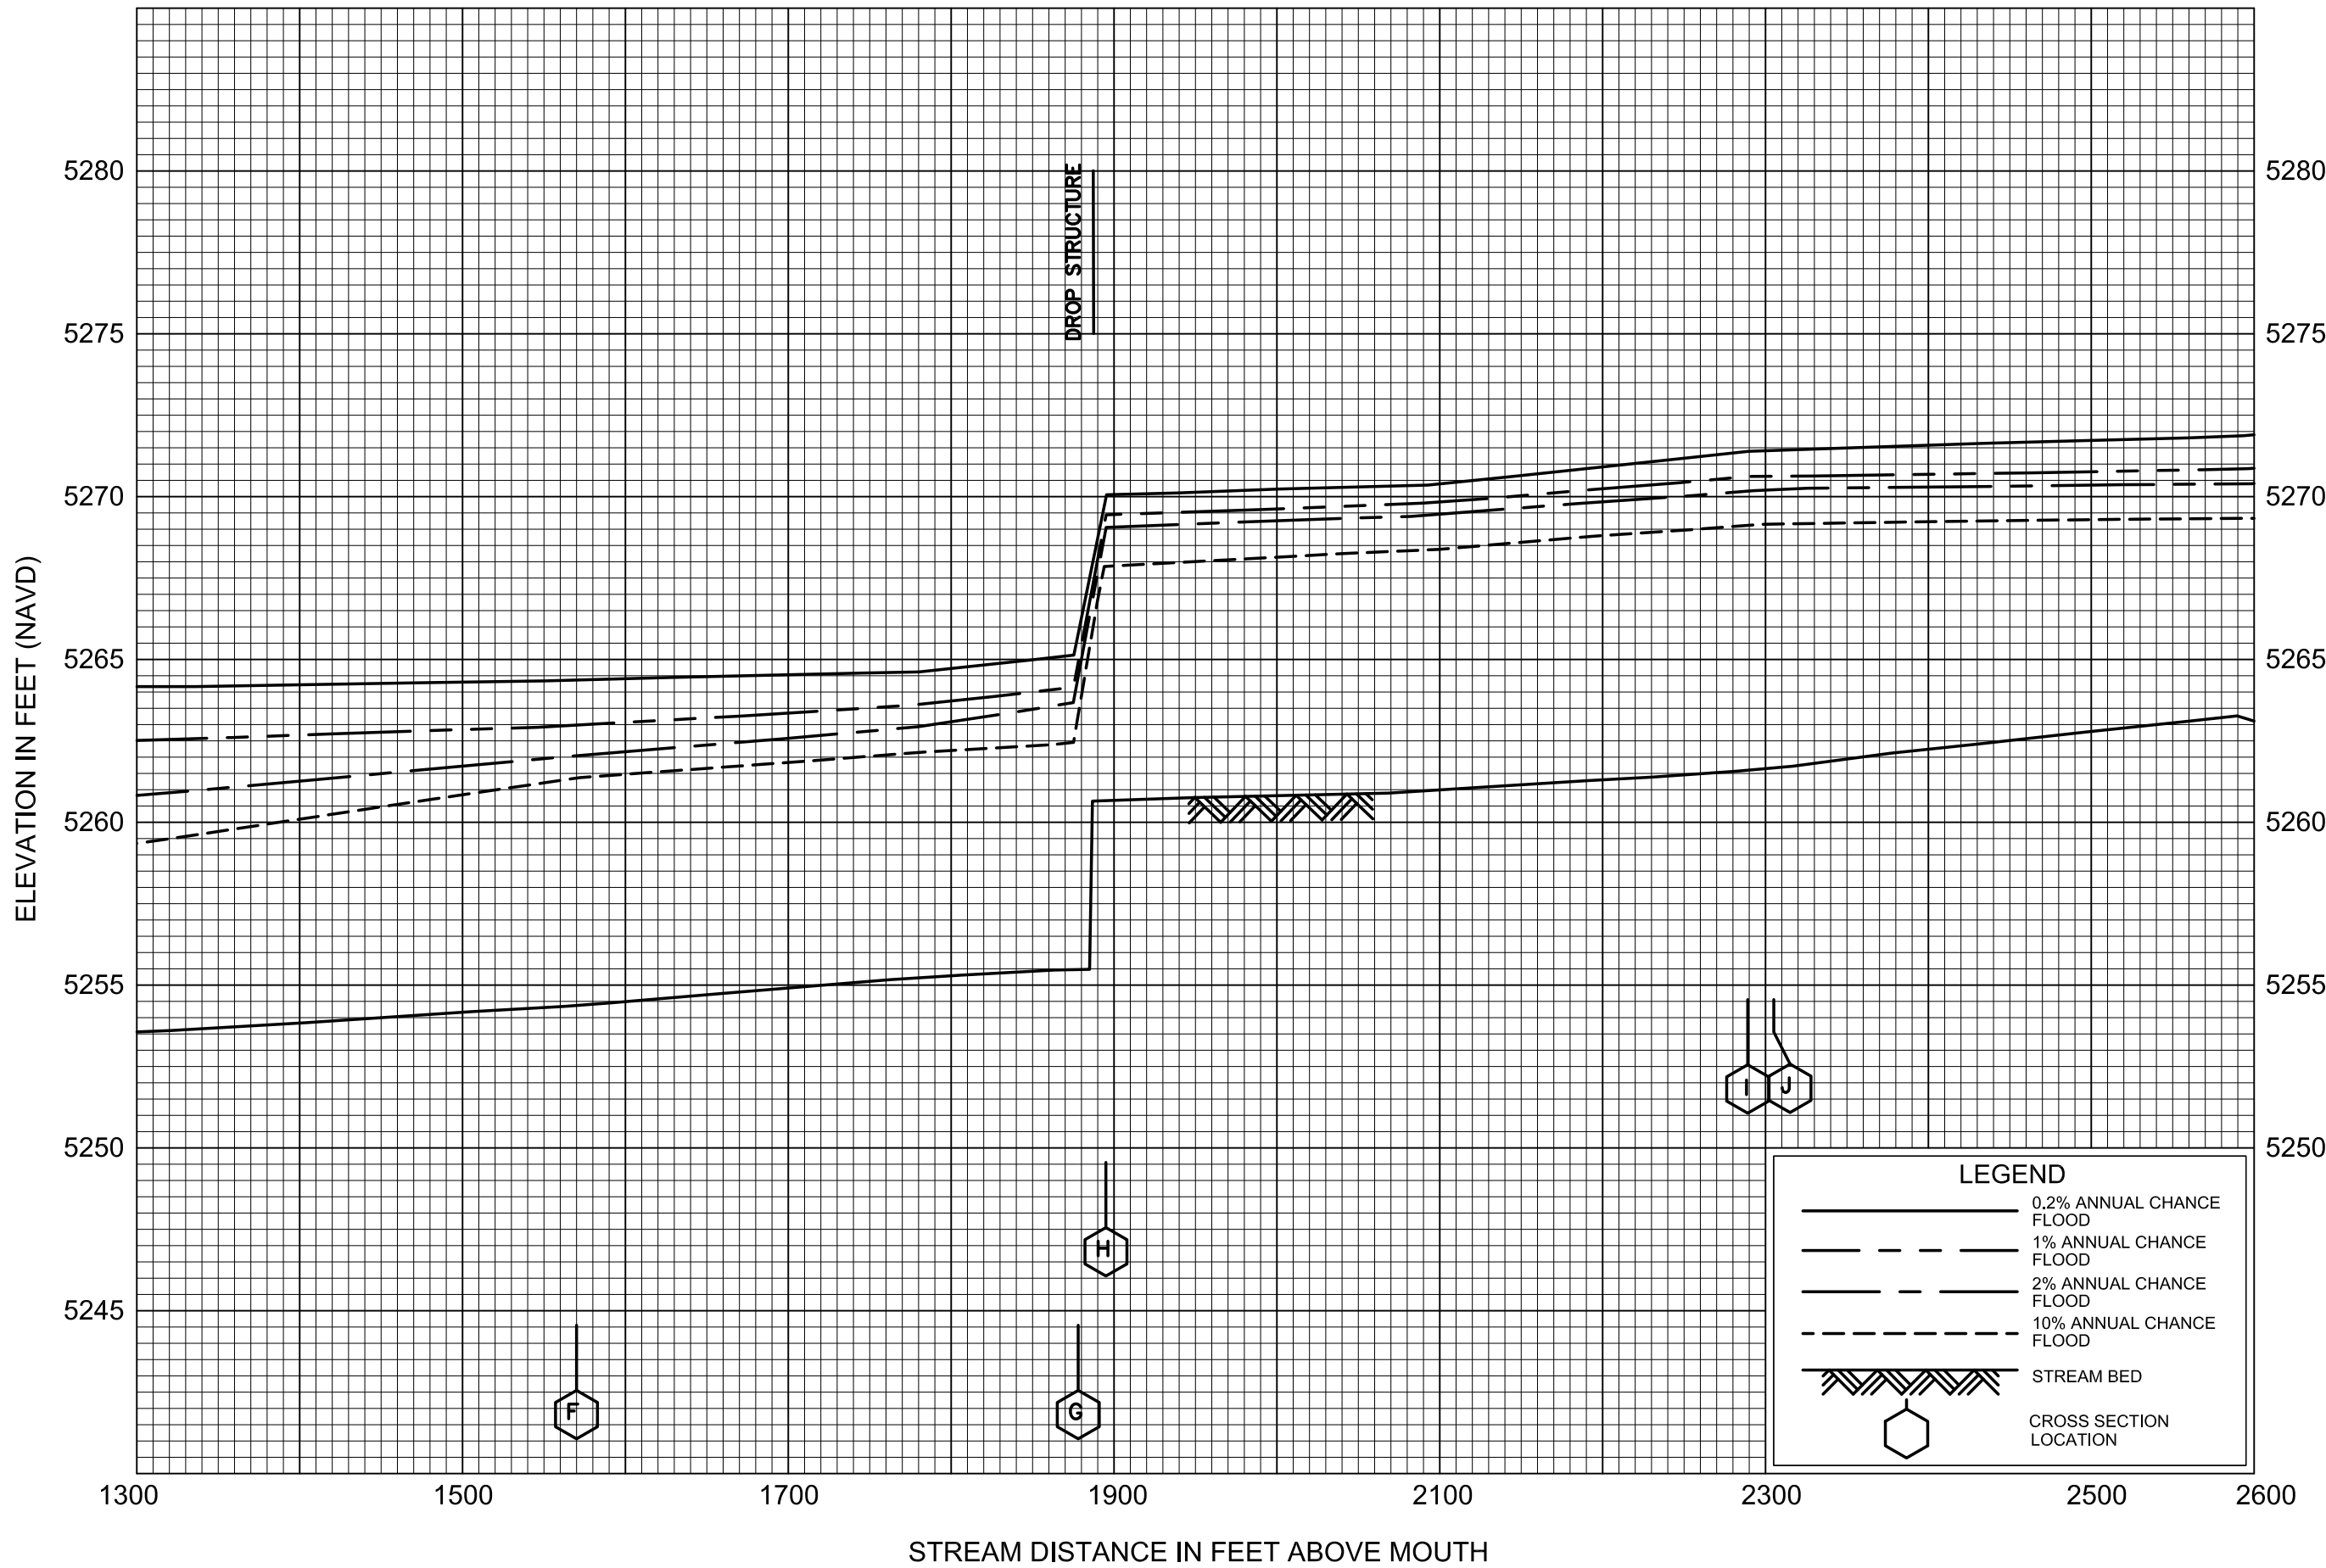 5280
5275
5270
5265
5260
5255
5250
5245
ELEVATION IN FEET (NAVD)
DROP STRUCTURE
F
G
H
I
J
5280
5275
5270
5265
5260
5255
5250
LEGEND
0.2% ANNUAL CHANCE
FLOOD
1% ANNUAL CHANCE
FLOOD
2% ANNUAL CHANCE
FLOOD
10% ANNUAL CHANCE
FLOOD
STREAM BED
CROSS SECTION
LOCATION
1300 1500 1700 1900 2100 2300 2500 2600
STREAM DISTANCE IN FEET ABOVE MOUTH